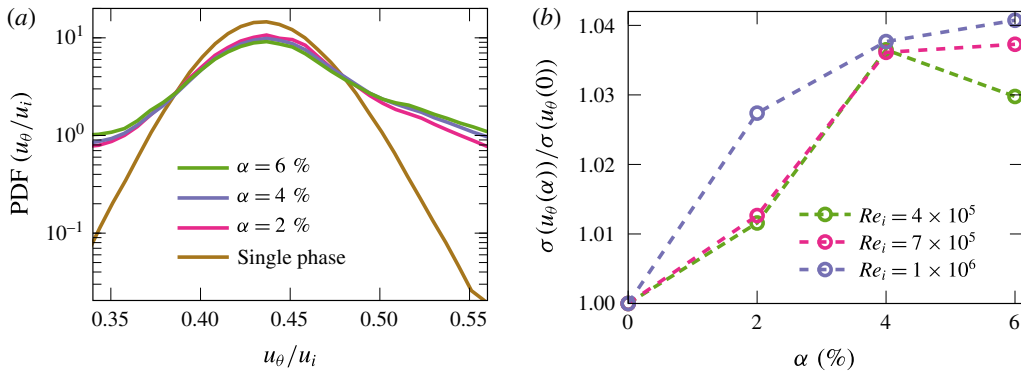 (a)
PDF (u_θ/u_i)
10^1
10^0
10^{-1}
α = 6 %
α = 4 %
α = 2 %
Single phase
0.35 0.40 0.45 0.50 0.55
u_θ/u_i
(b)
σ(u_θ(α))/σ(u_θ(0))
1.04
1.03
1.02
1.01
1.00
Re_i = 4 × 10^5
Re_i = 7 × 10^5
Re_i = 1 × 10^6
0 2 4 6
α (%)